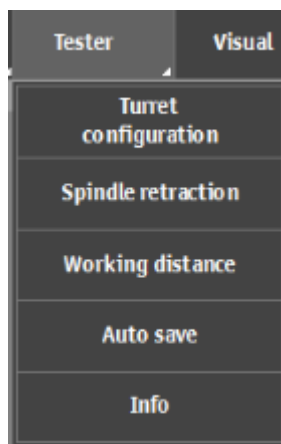 Tester Visual
Turret
configuration
Spindle retraction
Working distance
Auto save
Info